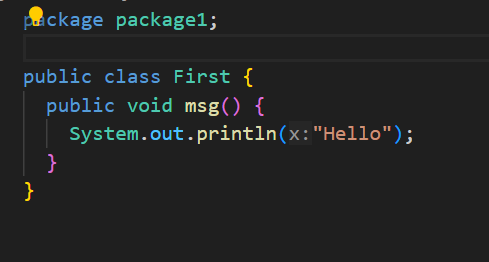 package package1;
public class First {
public void msg() {
System.out.println(x:"Hello");
}
}